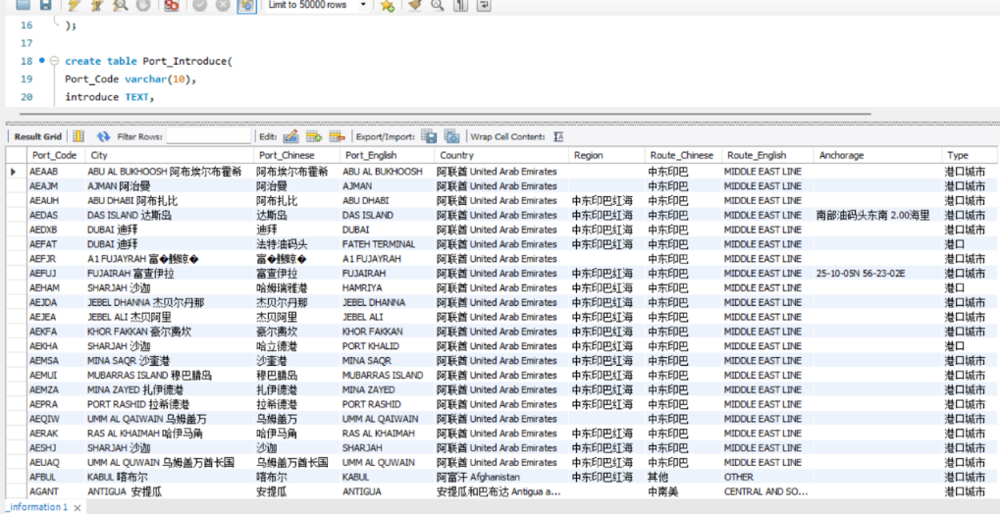 Limit to 50000 rows
16 );
17
18 create table Port_Introduce(
19 Port_Code varchar(10),
20 introduce TEXT,
Result Grid Filter Rows: Edit: Export/Import: Wrap Cell Content:
Port_Code City Port_Chinese Port_English Country Region Route_Chinese Route_English Anchorage Type
AEAAB ABU AL BUKHOOSH 阿布埃尔布霍希 阿布埃尔布霍希 ABU AL BUKHOOSH 阿联酋 United Arab Emirates 中东印巴 MIDDLE EAST LINE 港口城市
AEAJM AJMAN 阿治曼 阿治曼 AJMAN 阿联酋 United Arab Emirates 中东印巴 MIDDLE EAST LINE 港口城市
AEAUH ABU DHABI 阿布扎比 阿布扎比 ABU DHABI 阿联酋 United Arab Emirates 中东印巴红海 中东印巴 MIDDLE EAST LINE 港口城市
AEDAS DAS ISLAND 达斯岛 达斯岛 DAS ISLAND 阿联酋 United Arab Emirates 中东印巴红海 中东印巴 MIDDLE EAST LINE 南部油码头东南 2.00海里 港口城市
AEDXB DUBAI 迪拜 迪拜 DUBAI 阿联酋 United Arab Emirates 中东印巴红海 中东印巴 MIDDLE EAST LINE 港口城市
AEFAT DUBAI 迪拜 法特油码头 FATEH TERMINAL 阿联酋 United Arab Emirates 中东印巴 MIDDLE EAST LINE 港口
AEFJR A1 FUJAYRAH 富 富 A1 FUJAYRAH 阿联酋 United Arab Emirates 中东印巴 MIDDLE EAST LINE 港口城市
AEFUJ FUJAIRAH 富查伊拉 富查伊拉 FUJAIRAH 阿联酋 United Arab Emirates 中东印巴红海 中东印巴 MIDDLE EAST LINE 25-10-05N 56-23-02E 港口城市
AEHAM SHARJAH 沙迦 哈姆瑞雅港 HAMRIYA 阿联酋 United Arab Emirates 中东印巴红海 中东印巴 MIDDLE EAST LINE 港口
AEJDA JEBEL DHANNA 杰贝尔丹那 杰贝尔丹那 JEBEL DHANNA 阿联酋 United Arab Emirates 中东印巴红海 中东印巴 MIDDLE EAST LINE 港口城市
AEJEA JEBEL ALI 杰贝阿里 杰贝阿里 JEBEL ALI 阿联酋 United Arab Emirates 中东印巴红海 中东印巴 MIDDLE EAST LINE 港口城市
AEKFA KHOR FAKKAN 豪尔费坎 豪尔费坎 KHOR FAKKAN 阿联酋 United Arab Emirates 中东印巴红海 中东印巴 MIDDLE EAST LINE 港口城市
AEKHA SHARJAH 沙迦 哈立德港 PORT KHALID 阿联酋 United Arab Emirates 中东印巴红海 中东印巴 MIDDLE EAST LINE 港口
AEMSA MINA SAQR 沙奎港 沙奎港 MINA SAQR 阿联酋 United Arab Emirates 中东印巴红海 中东印巴 MIDDLE EAST LINE 港口城市
AEMUI MUBARRAS ISLAND 穆巴腊岛 穆巴腊岛 MUBARRAS ISLAND 阿联酋 United Arab Emirates 中东印巴红海 中东印巴 MIDDLE EAST LINE 港口城市
AEMZA MINA ZAYED 扎伊德港 扎伊德港 MINA ZAYED 阿联酋 United Arab Emirates 中东印巴红海 中东印巴 MIDDLE EAST LINE 港口城市
AEPRA PORT RASHID 拉希德港 拉希德港 PORT RASHID 阿联酋 United Arab Emirates 中东印巴红海 中东印巴 MIDDLE EAST LINE 港口城市
AEQIW UMM AL QAIWAIN 乌姆盖万 乌姆盖万 UMM AL QAIWAIN 阿联酋 United Arab Emirates 中东印巴 MIDDLE EAST LINE 港口城市
AERAK RAS AL KHAIMAH 哈伊马角 哈伊马角 RAS AL KHAIMAH 阿联酋 United Arab Emirates 中东印巴红海 中东印巴 MIDDLE EAST LINE 港口城市
AESHJ SHARJAH 沙迦 沙迦 SHARJAH 阿联酋 United Arab Emirates 中东印巴红海 中东印巴 MIDDLE EAST LINE 港口城市
AEUAQ UMM AL QUWAIN 乌姆盖万酋长国 乌姆盖万酋长国 UMM AL QUWAIN 阿联酋 United Arab Emirates 中东印巴红海 中东印巴 MIDDLE EAST LINE 港口城市
AFBUL KABUL 喀布尔 喀布尔 KABUL 阿富汗 Afghanistan 中东印巴红海 其他 OTHER 港口城市
AGANT ANTIGUA 安提瓜 安提瓜 ANTIGUA 安提瓜和巴布达 Antigua a... 中南美 CENTRAL AND SO... 港口城市
_information 1